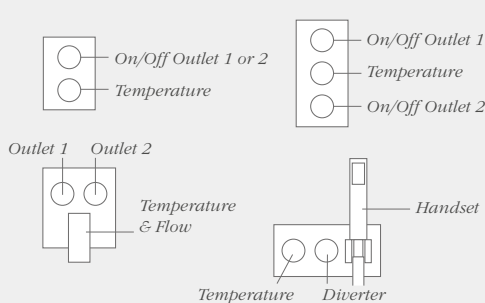 On/Off Outlet 1 or 2
Temperature
On/Off Outlet 1
Temperature
On/Off Outlet 2
Outlet 1
Outlet 2
Temperature
& Flow
Handset
Temperature
Diverter